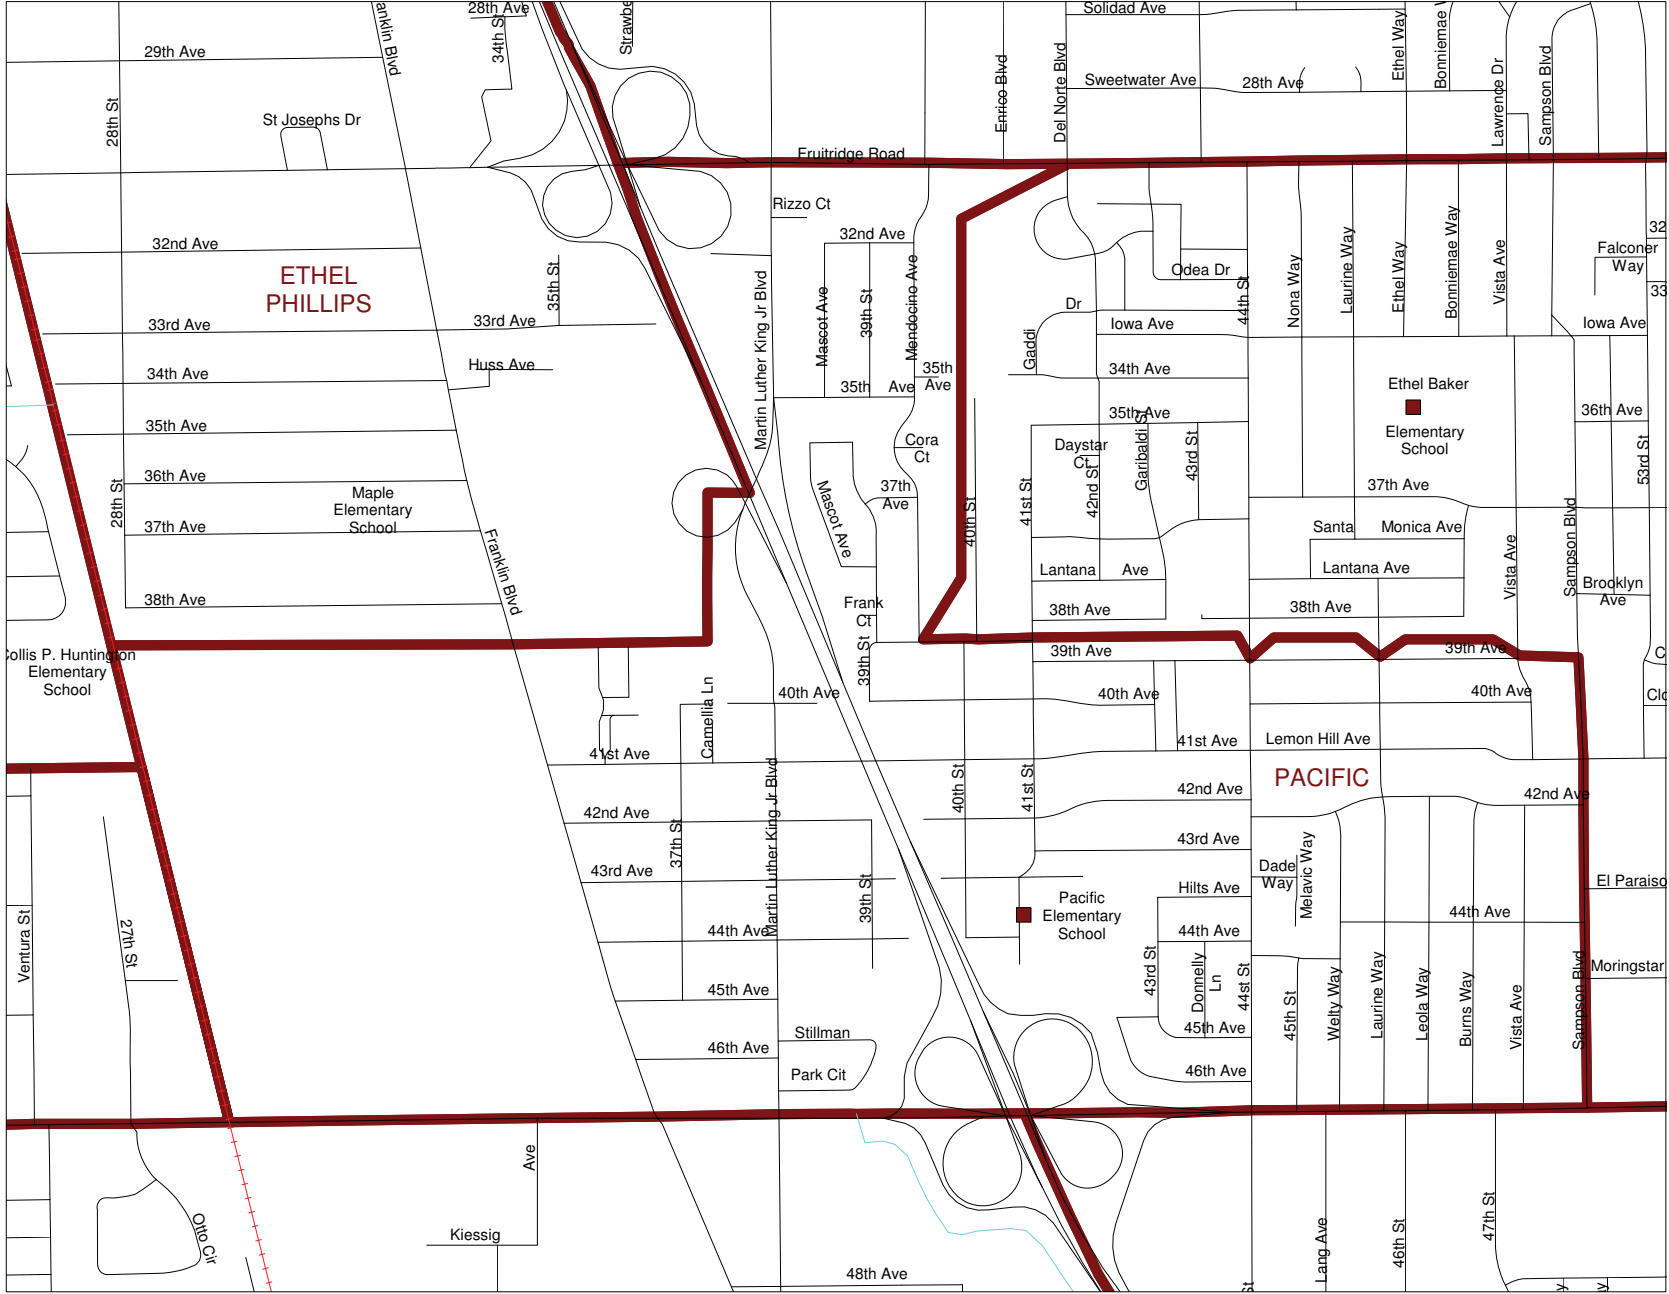 28th Ave
Solidad Ave
29th Ave
34th St
Ethel Way
Sweetwater Ave
28th Ave
28th St
St Josephs Dr
Enrico Blvd
Del Norte Blvd
Lawrence Dr
Sampson Blvd
Fruitridge Road
Rizzo Ct
32nd Ave
32nd Ave
ETHEL
PHILLIPS
35th St
33rd Ave
33rd Ave
Huss Ave
34th Ave
35th Ave
36th Ave
Maple
Elementary
School
28th St
37th Ave
38th Ave
Franklin Blvd
Martin Luther King Jr Blvd
Mascot Ave
39th St
Mendocino Ave
35th
Ave
35th Ave
Cora
Ct
37th
Ave
Mascot Ave
Frank
Ct
39th St
40th St
Odea Dr
Dr
Gaddi
Iowa Ave
34th Ave
35th Ave
Daystar
Ct
Garibaldi St
43rd St
41st St
42nd St
Lantana Ave
38th Ave
44th St
Nona Way
Laurine Way
Ethel Way
Bonniemae Way
Vista Ave
Falconer
Way
32
33
Iowa Ave
Ethel Baker
Elementary
School
36th Ave
53rd St
37th Ave
Santa Monica Ave
Lantana Ave
38th Ave
Vista Ave
Sampson Blvd
Brooklyn
Ave
Collis P. Huntington
Elementary
School
39th Ave
39th Ave
40th Ave
40th Ave
40th Ave
Camellia Ln
41st Ave
41st Ave
Lemon Hill Ave
PACIFIC
42nd Ave
42nd Ave
42nd Ave
37th St
Martin Luther King Jr Blvd
40th St
41st St
43rd Ave
43rd Ave
39th St
Dade
Way
Melavic Way
Hilts Ave
El Paraiso
Pacific
Elementary
School
44th Ave
44th Ave
44th Ave
Ventura St
27th St
43rd St
Donnelly
Ln
44st St
45th St
Welty Way
Laurine Way
Leola Way
Burns Way
Vista Ave
Sampson Blvd
Moringstar
45th Ave
45th Ave
Stillman
46th Ave
Park Cit
46th Ave
Ave
Otto Cir
Kiessig
48th Ave
Lang Ave
46th St
47th St